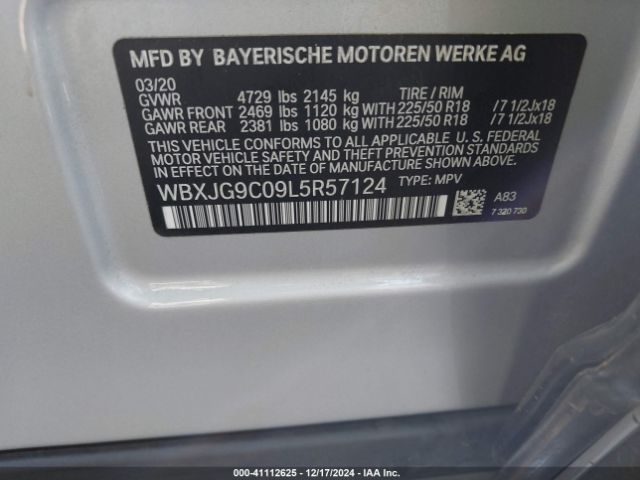 MFD BY BAYERISCHE MOTOREN WERKE AG
03/20
GVWR 4729 lbs 2145 kg TIRE / RIM
GAWR FRONT 2469 lbs 1120 kg WITH 225/50 R18 /7 1/2Jx18
GAWR REAR 2381 lbs 1080 kg WITH 225/50 R18 /7 1/2Jx18
THIS VEHICLE CONFORMS TO ALL APPLICABLE U. S. FEDERAL
MOTOR VEHICLE SAFETY, BUMPER, AND THEFT PREVENTION
STANDARDS IN EFFECT ON THE DATE OF MANUFACTURE SHOWN ABOVE.
WBXJG9C09L5R57124 TYPE: MPV
A83
7 320 730
000-41112625 - 12/17/2024 - IAA Inc.